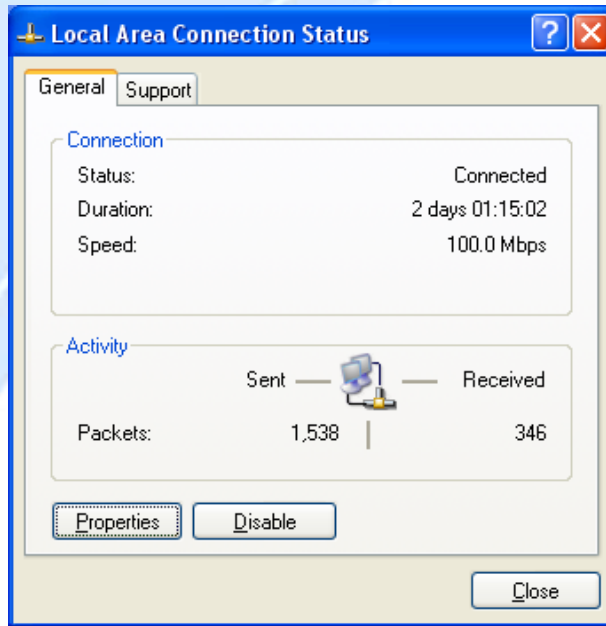 Local Area Connection Status
General Support
Connection
Status: Connected
Duration: 2 days 01:15:02
Speed: 100.0 Mbps
Activity
Sent Received
Packets: 1,538 346
Properties Disable
Close